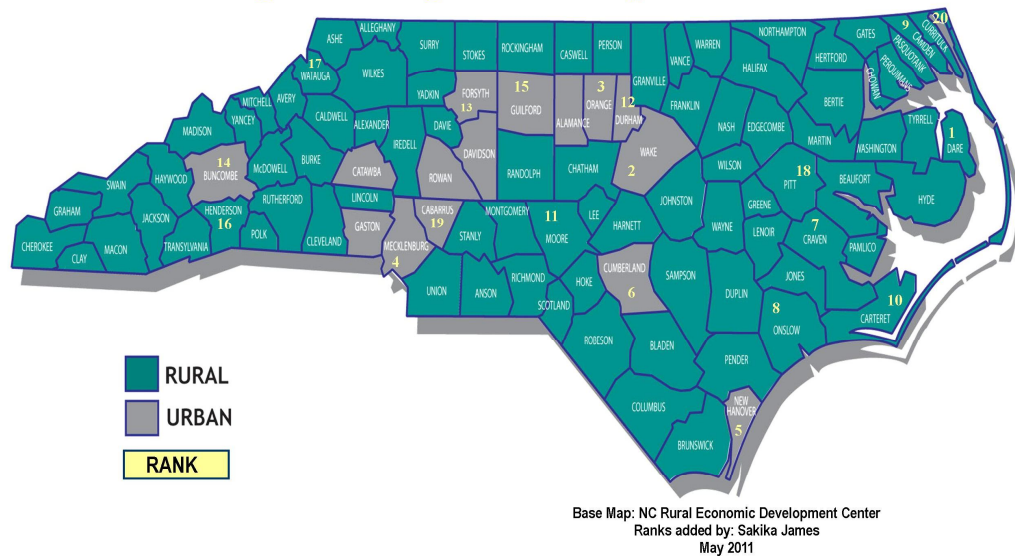 ALLEGHANY
ASHE
SURRY
STOKES
ROCKINGHAM
CASWELL
PERSON
GRANVILLE
VANCE
WARREN
NORTHAMPTON
HALIFAX
GATES
HERTFORD
9
20
CURRITUCK
CAMDEN
PASQUOTANK
PERQUIMANS
CHOWAN
17
WATAUGA
WILKES
YADKIN
FORSYTH
13
15
GUILFORD
ALAMANCE
3
ORANGE
12
DURHAM
FRANKLIN
BERTIE
MITCHELL
AVERY
YANCEY
CALDWELL
ALEXANDER
IREDELL
DAVIE
DAVIDSON
NASH
EDGECOMBE
MARTIN
WASHINGTON
TYRRELL
1
DARE
MADISON
14
BUNCOMBE
McDOWELL
BURKE
CATAWBA
ROWAN
RANDOLPH
CHATHAM
WAKE
2
WILSON
18
PITT
BEAUFORT
HYDE
SWAIN
HAYWOOD
RUTHERFORD
LINCOLN
GRAHAM
JACKSON
HENDERSON
16
POLK
CLEVELAND
GASTON
CABARRUS
19
MECKLENBURG
4
STANLY
MONTGOMERY
11
MOORE
LEE
HARNETT
JOHNSTON
WAYNE
GREENE
LENOIR
7
CRAVEN
PAMLICO
CHEROKEE
CLAY
MACON
TRANSYLVANIA
UNION
ANSON
RICHMOND
SCOTLAND
HOKE
CUMBERLAND
6
SAMPSON
DUPLIN
JONES
8
ONSLOW
10
CARTERET
ROBESON
BLADEN
PENDER
COLUMBUS
BRUNSWICK
NEW
HANOVER
5
RURAL
URBAN
RANK
Base Map: NC Rural Economic Development Center
Ranks added by: Sakika James
May 2011